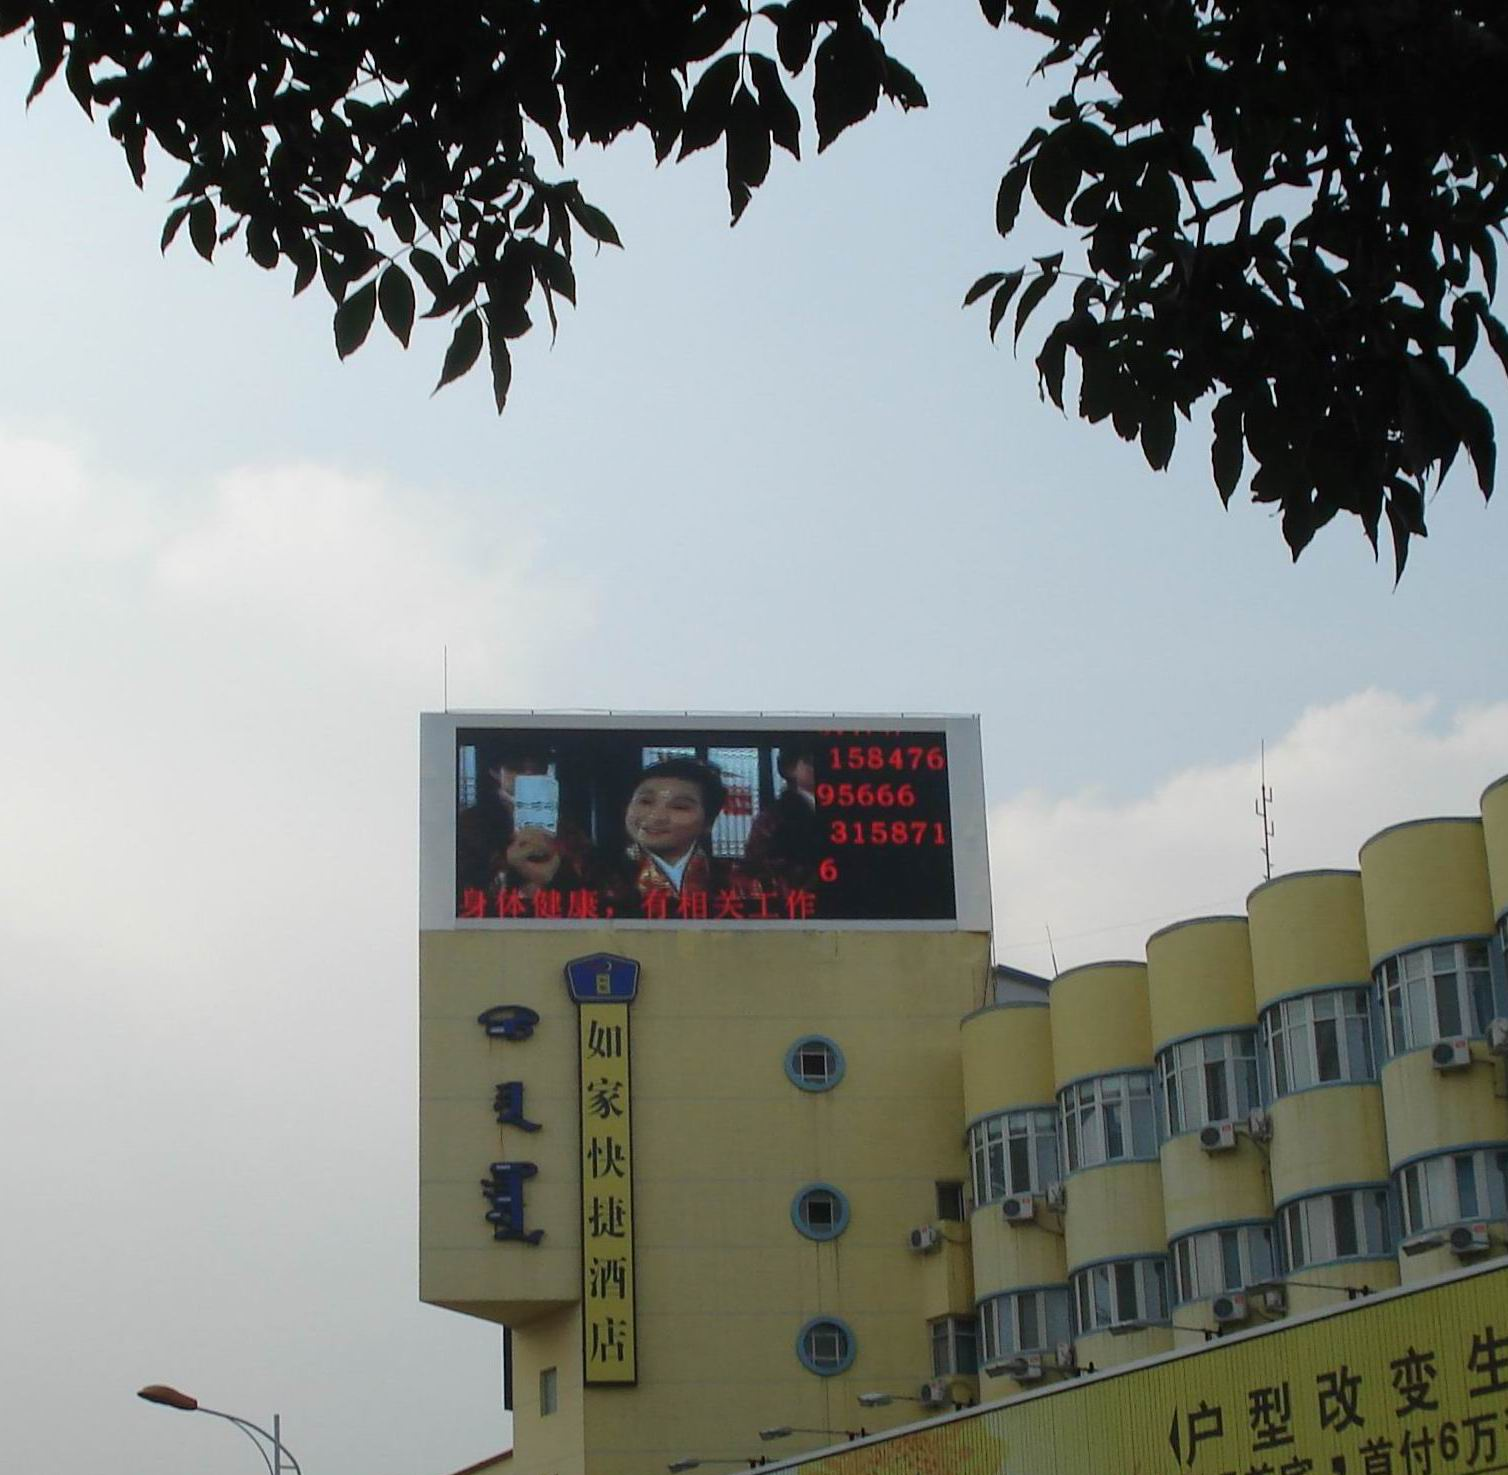 158476
95666
315871
6
身体健康；有相关工作
如家快捷酒店
户型改变生
首付6万